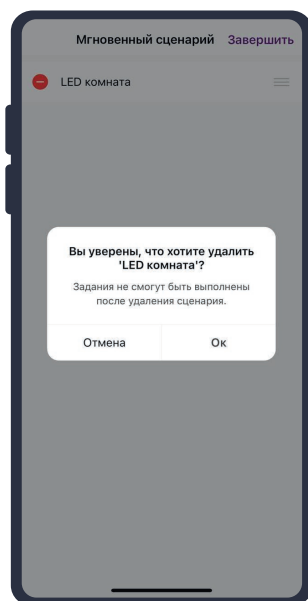 Мгновенный сценарий Завершить
LED комната
Вы уверены, что хотите удалить
'LED комната'?
Задания не смогут быть выполнены
после удаления сценария.
Отмена Ок